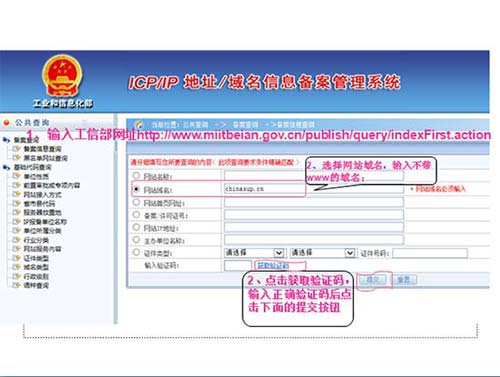 ICP/IP 地址/域名信息备案管理系统
工业和信息化部
公共查询
当前位置：公共查询 -> 备案查询 -> 备案信息查询
1、输入工信部网址http://www.miitbeian.gov.cn/publish/query/indexFirst.action
备案查询
备案信息查询
黑名单网站查询
基础代码查询
单位性质
前置审批或专项内容
网站接入方式
省市县代码
服务器放置地
IP报备单位名称
单位所属分类
行业分类
网站服务内容
证件类型
域名类型
行政级别
语种查询
请仔细填写您所要查询的内容: 此项查询要求条件精确匹配！
网站名称:
网站域名: chinasup.cn * 网站域名必须输入
2、选择网站域名，输入不带www的域名；
网站首页网址:
备案/许可证号:
网站IP地址:
主办单位名称:
证件类型: 请选择 请选择 证件号码:
输入验证码: 获取验证码
提交 重置
2、点击获取验证码，
输入正确验证码后点
击下面的提交按钮